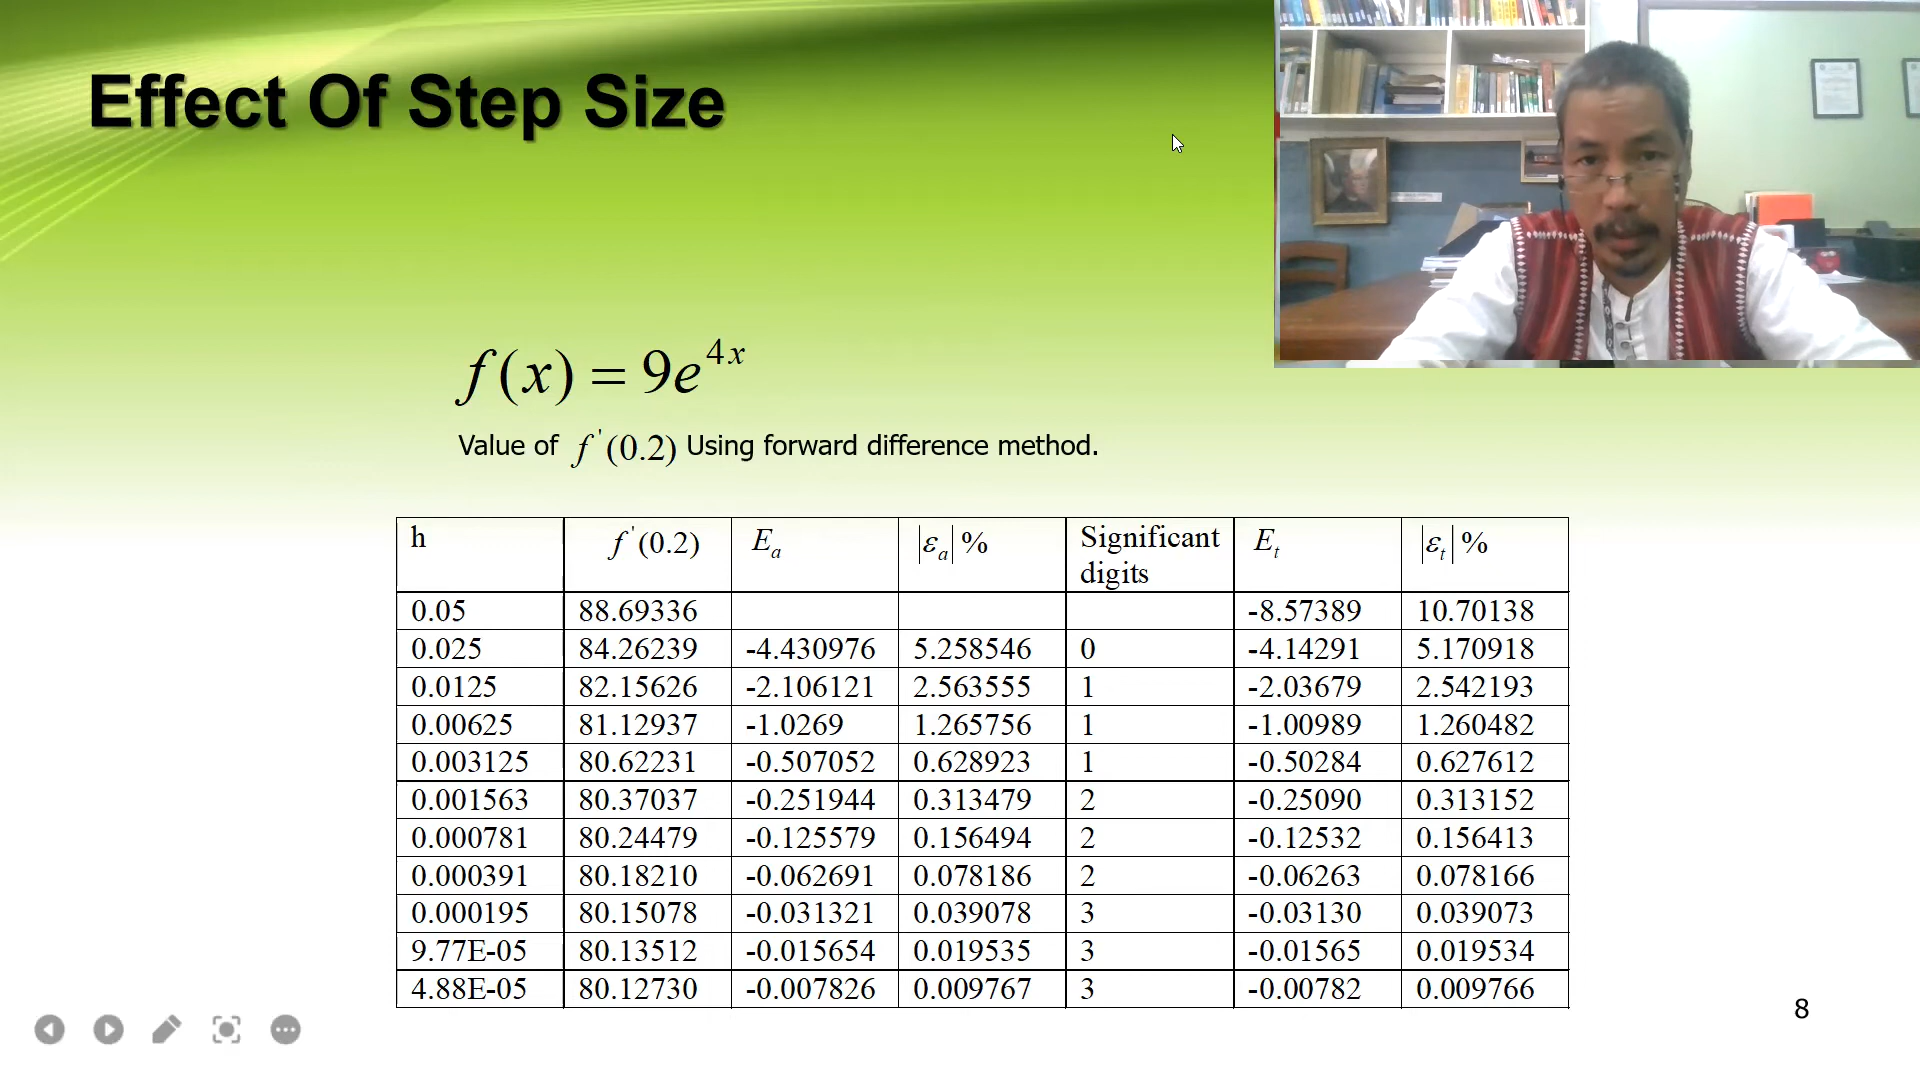 Effect Of Step Size
f(x) = 9e^{4x}
Value of f'(0.2) Using forward difference method.
h f'(0.2) E_a |ε_a| % Significant digits E_t |ε_t| %
0.05 88.69336 -8.57389 10.70138
0.025 84.26239 -4.430976 5.258546 0 -4.14291 5.170918
0.0125 82.15626 -2.106121 2.563555 1 -2.03679 2.542193
0.00625 81.12937 -1.0269 1.265756 1 -1.00989 1.260482
0.003125 80.62231 -0.507052 0.628923 1 -0.50284 0.627612
0.001563 80.37037 -0.251944 0.313479 2 -0.25090 0.313152
0.000781 80.24479 -0.125579 0.156494 2 -0.12532 0.156413
0.000391 80.18210 -0.062691 0.078186 2 -0.06263 0.078166
0.000195 80.15078 -0.031321 0.039078 3 -0.03130 0.039073
9.77E-05 80.13512 -0.015654 0.019535 3 -0.01565 0.019534
4.88E-05 80.12730 -0.007826 0.009767 3 -0.00782 0.009766
8